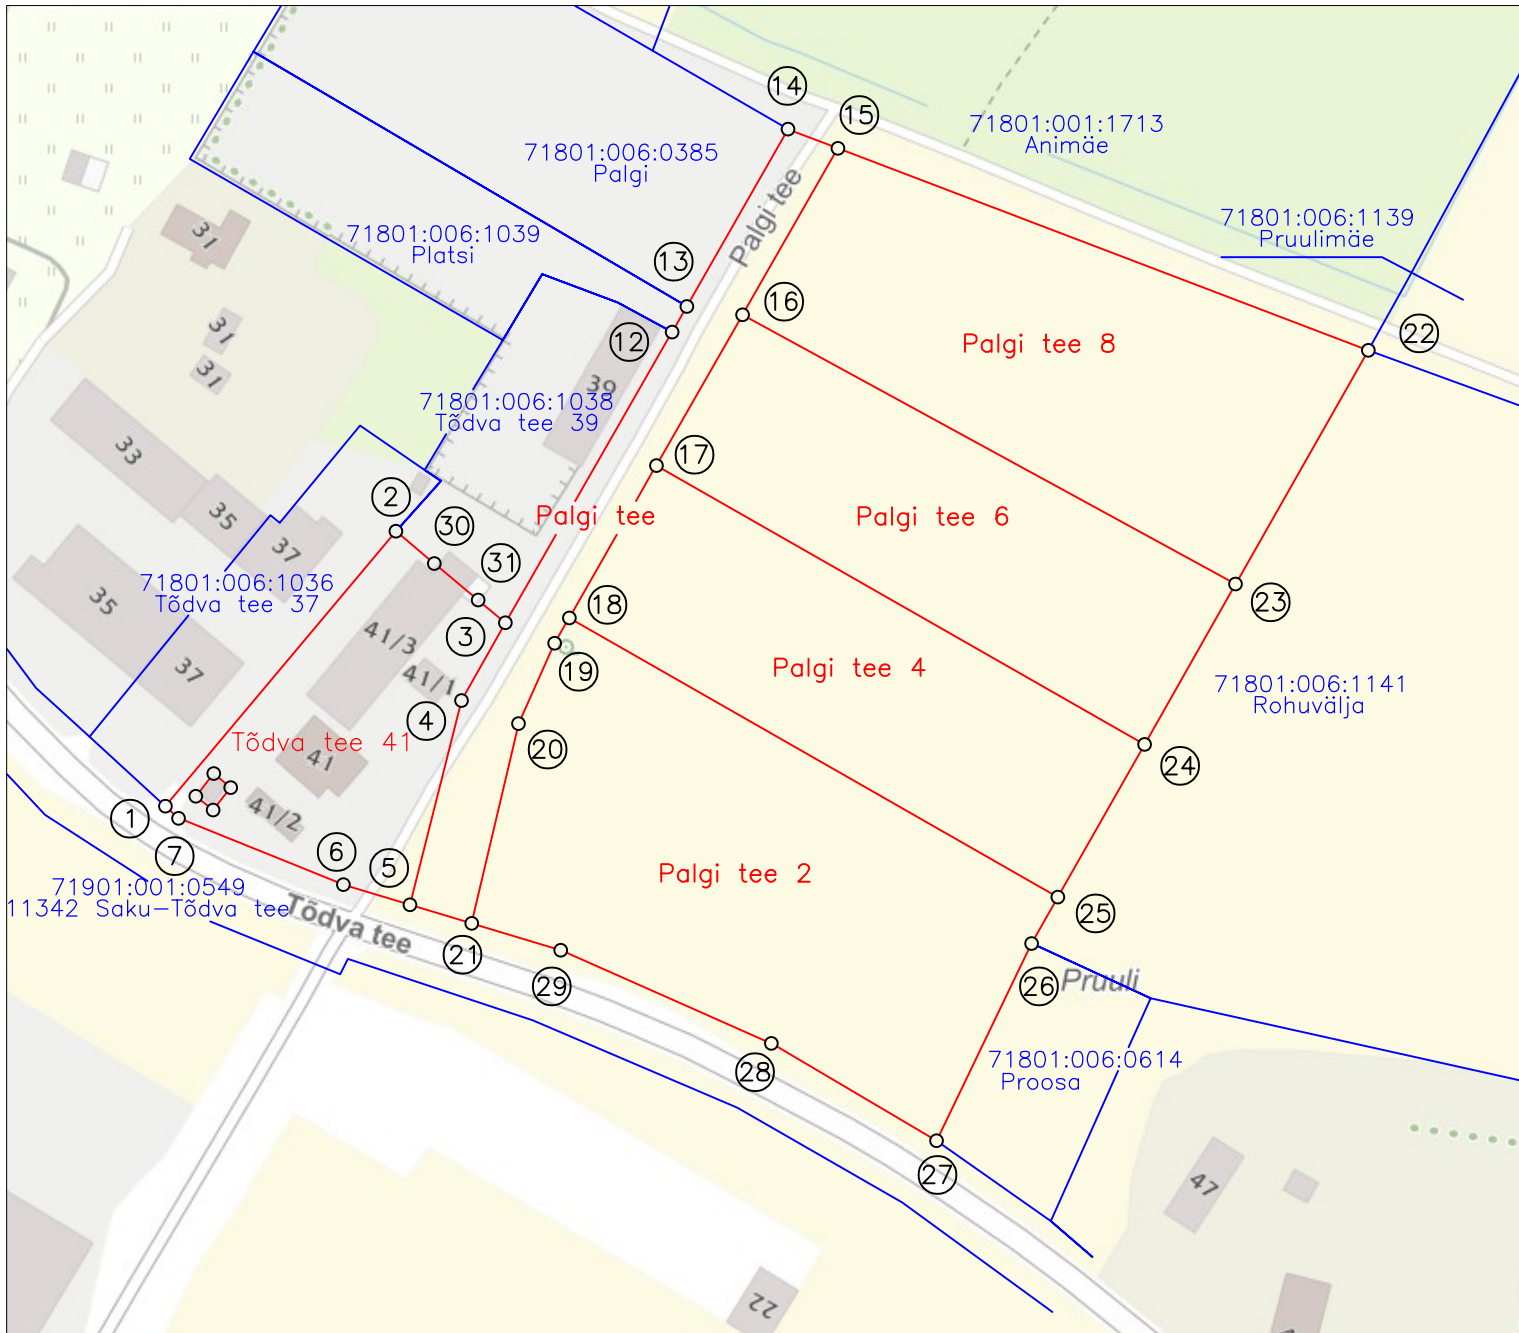 14
15
71801:001:1713
Animäe
71801:006:0385
Palgi
Palgi tee
71801:006:1139
Pruulimäe
31
71801:006:1039
Platsi
13
16
31
12
22
Palgi tee 8
31
39
71801:006:1038
Tõdva tee 39
33
17
2
35
Palgi tee
Palgi tee 6
30
37
31
71801:006:1036
Tõdva tee 37
35
18
23
41/3
3
19
Palgi tee 4
37
41/1
71801:006:1141
Rohuvälja
4
20
Tõdva tee 41
41
24
1
41/2
7
6
5
Palgi tee 2
71901:001:0549
11342 Saku-Tõdva tee
Tõdva tee
25
21
29
26
Pruuli
71801:006:0614
Proosa
28
27
47
22